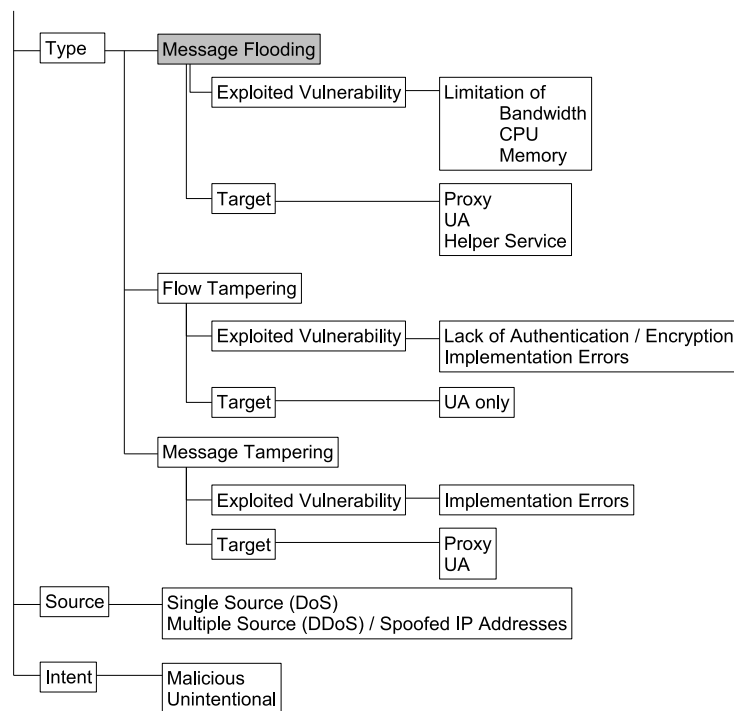 Type
Message Flooding
Exploited Vulnerability
Limitation of
Bandwidth
CPU
Memory
Target
Proxy
UA
Helper Service
Flow Tampering
Exploited Vulnerability
Lack of Authentication / Encryption
Implementation Errors
Target
UA only
Message Tampering
Exploited Vulnerability
Implementation Errors
Target
Proxy
UA
Source
Single Source (DoS)
Multiple Source (DDoS) / Spoofed IP Addresses
Intent
Malicious
Unintentional